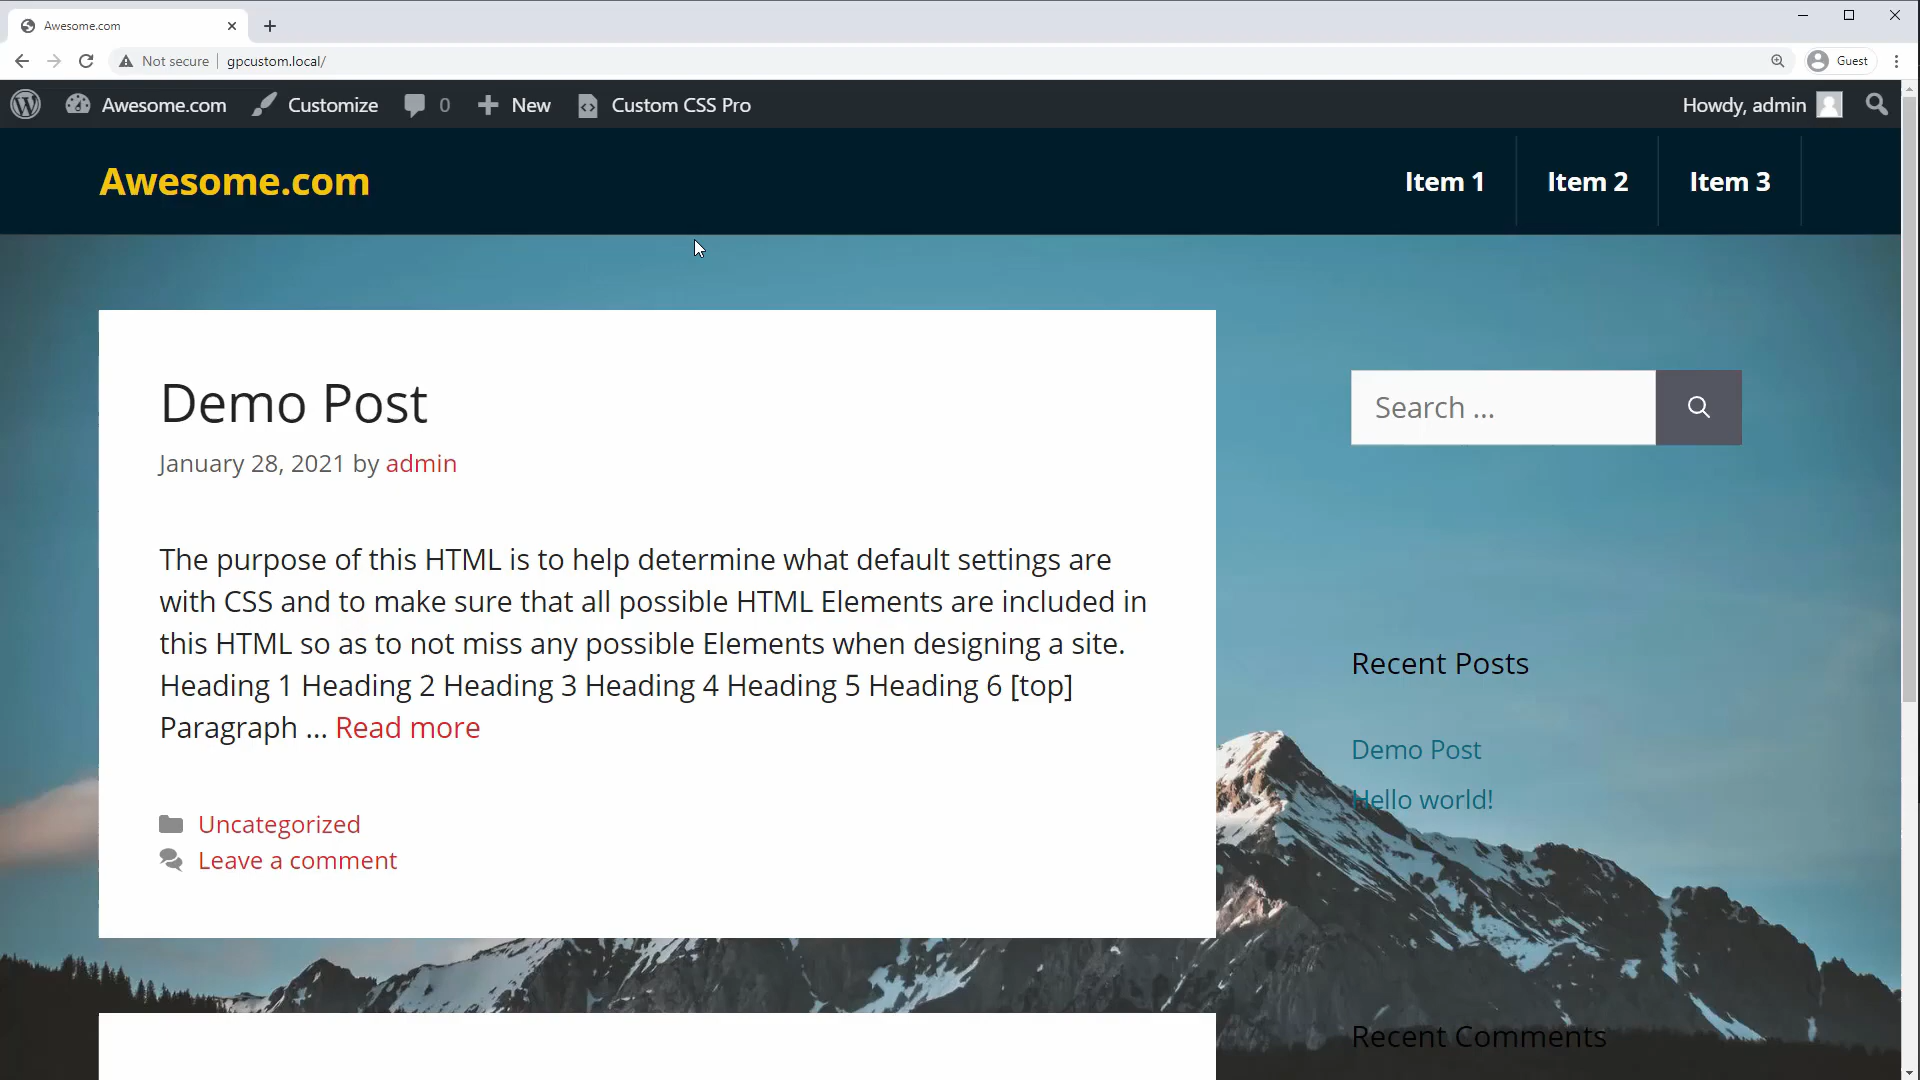 Awesome.com
Not secure
gpcustom.local/
Guest
Awesome.com
Customize
0
New
Custom CSS Pro
Howdy, admin
Awesome.com
Item 1
Item 2
Item 3
Demo Post
January 28, 2021 by admin
The purpose of this HTML is to help determine what default settings are
with CSS and to make sure that all possible HTML Elements are included in
this HTML so as to not miss any possible Elements when designing a site.
Heading 1 Heading 2 Heading 3 Heading 4 Heading 5 Heading 6 [top]
Paragraph ... Read more
Uncategorized
Leave a comment
Search ...
Recent Posts
Demo Post
Hello world!
Recent Comments